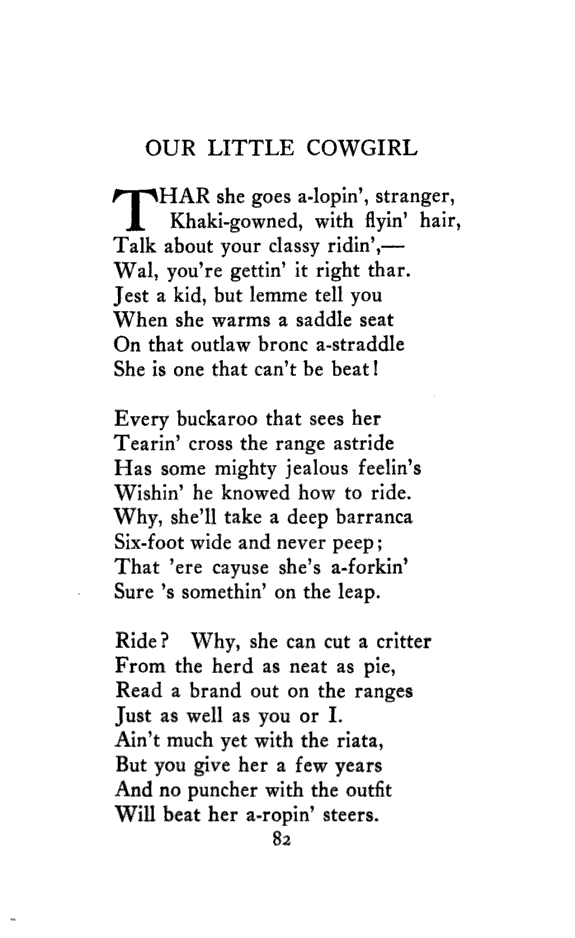 OUR LITTLE COWGIRL
THAR she goes a-lopin', stranger,
Khaki-gowned, with flyin' hair,
Talk about your classy ridin',—
Wal, you're gettin' it right thar.
Jest a kid, but lemme tell you
When she warms a saddle seat
On that outlaw bronc a-straddle
She is one that can't be beat!
Every buckaroo that sees her
Tearin' cross the range astride
Has some mighty jealous feelin's
Wishin' he knowed how to ride.
Why, she'll take a deep barranca
Six-foot wide and never peep;
That 'ere cayuse she's a-forkin'
Sure 's somethin' on the leap.
Ride? Why, she can cut a critter
From the herd as neat as pie,
Read a brand out on the ranges
Just as well as you or I.
Ain't much yet with the riata,
But you give her a few years
And no puncher with the outfit
Will beat her a-ropin' steers.
82